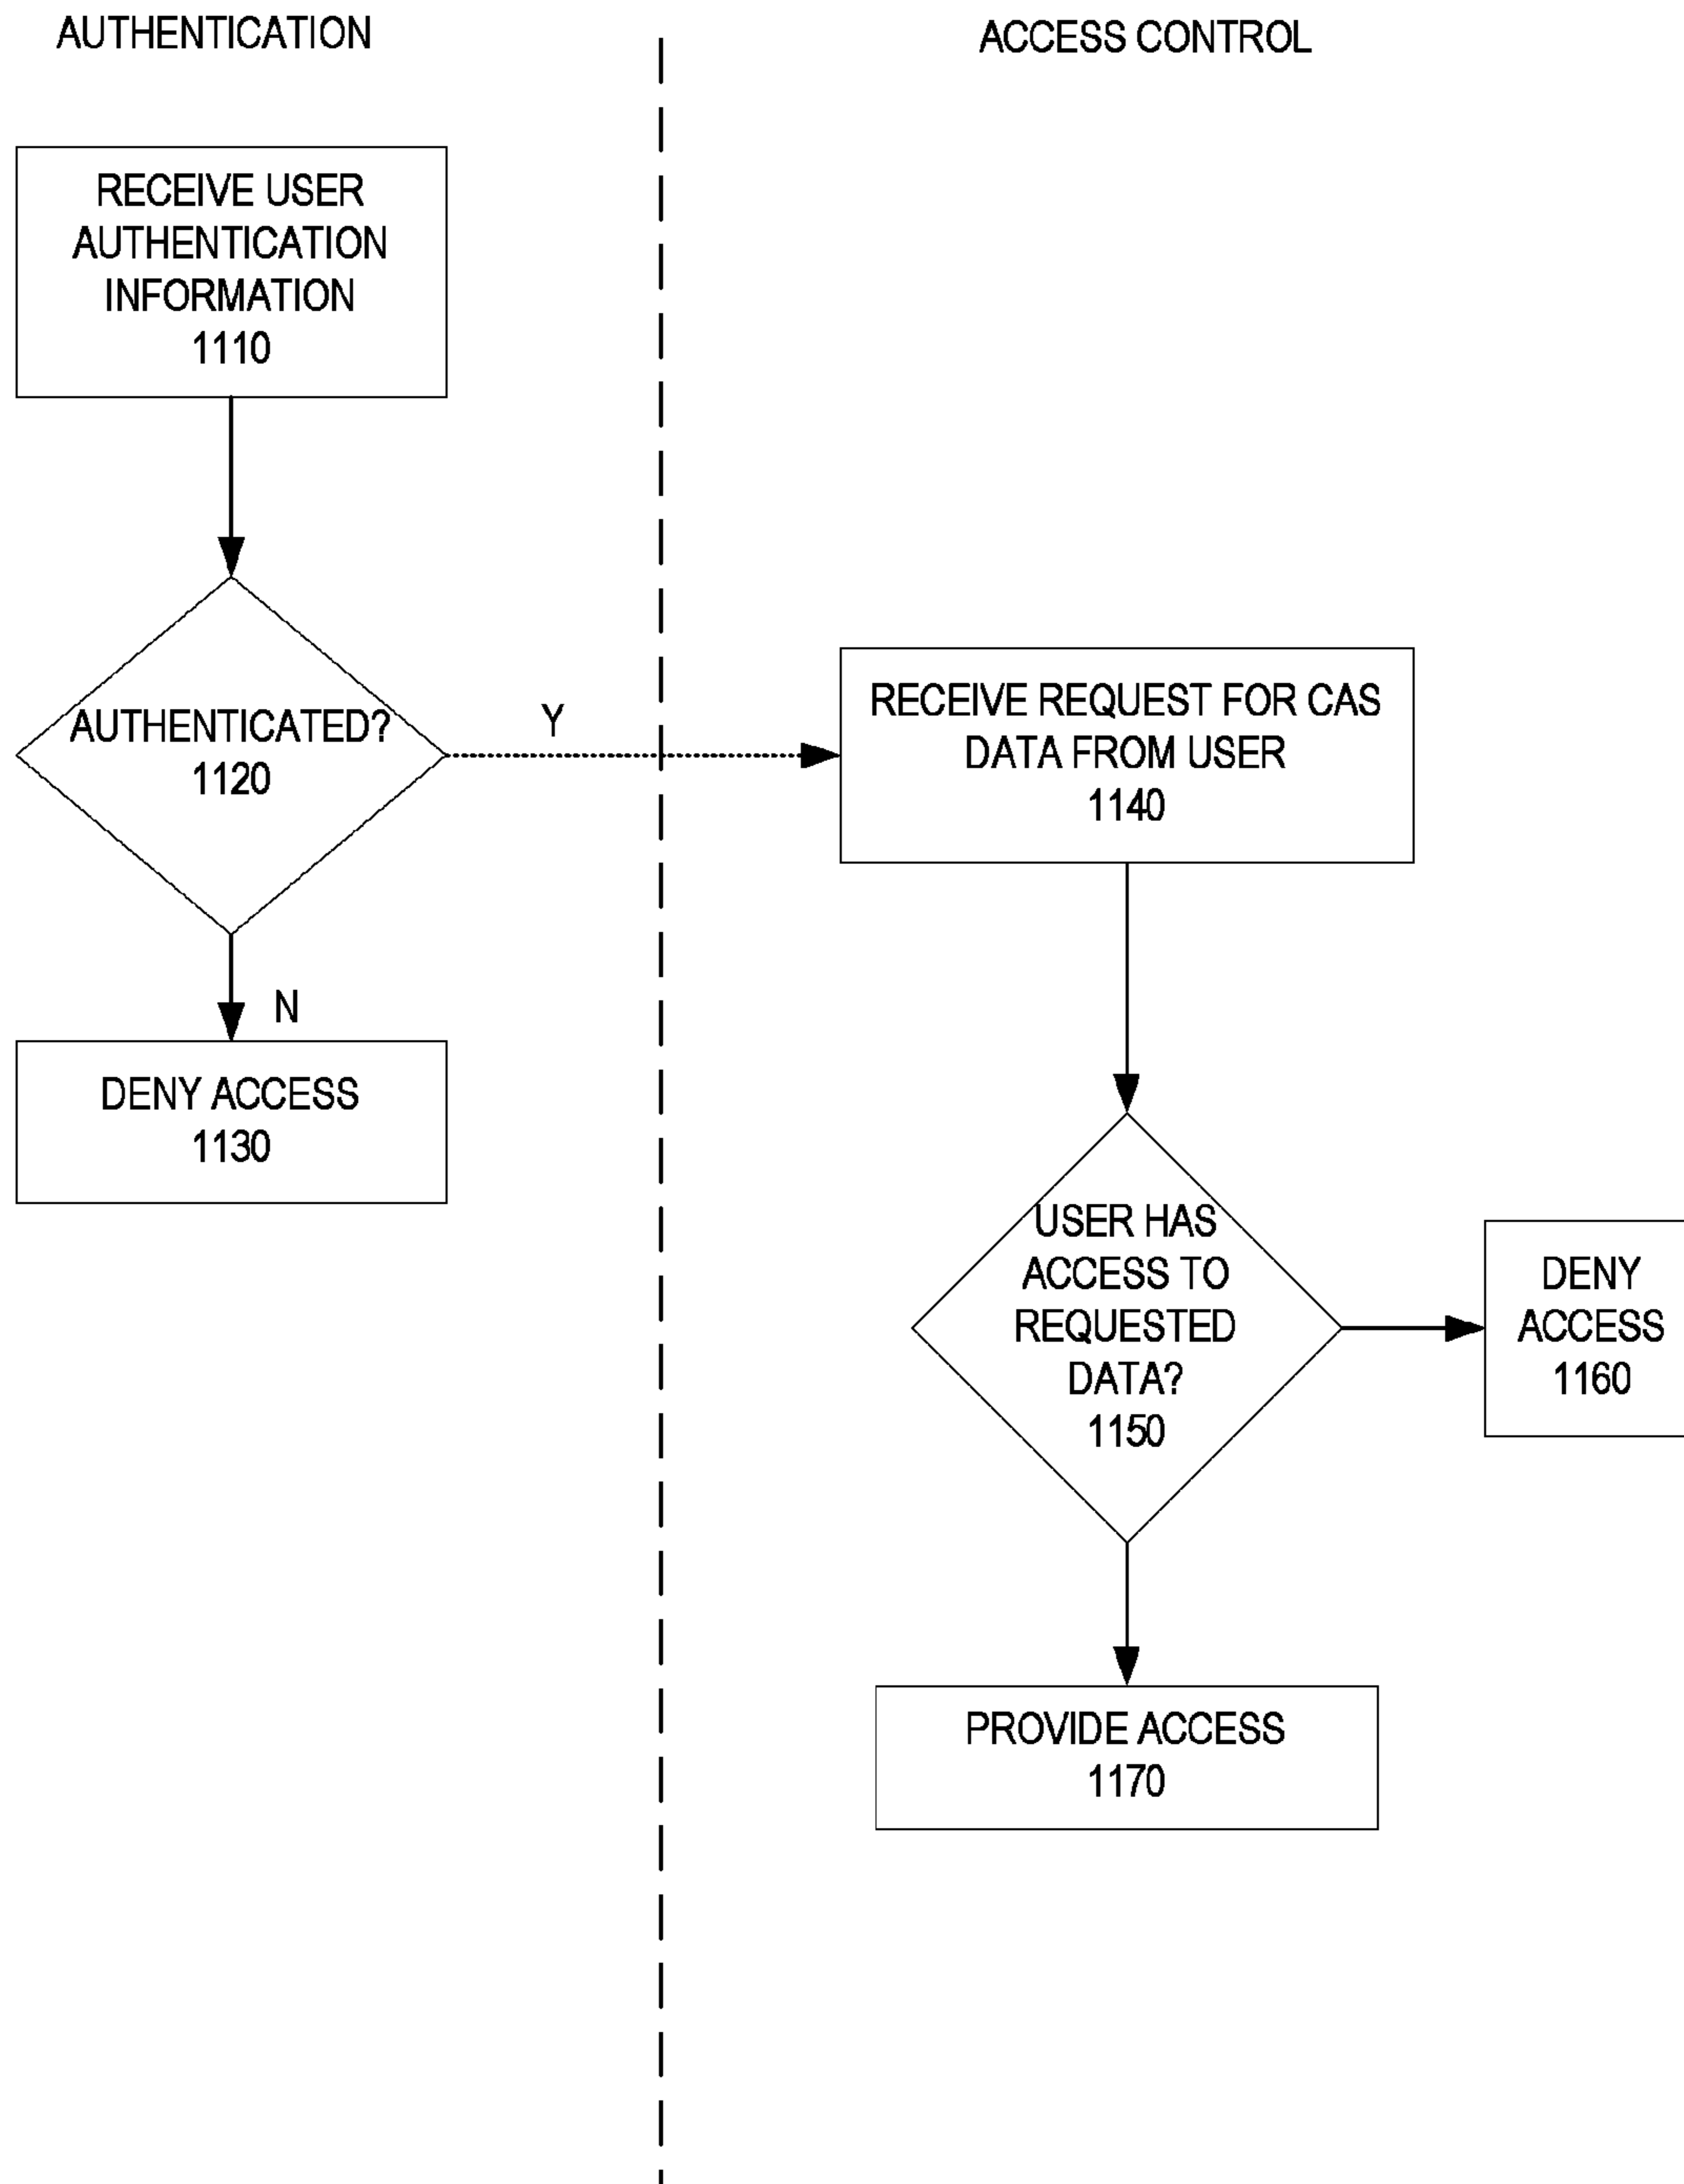 AUTHENTICATION
ACCESS CONTROL
RECEIVE USER
AUTHENTICATION
INFORMATION
1110
AUTHENTICATED?
1120
Y
N
DENY ACCESS
1130
RECEIVE REQUEST FOR CAS
DATA FROM USER
1140
USER HAS
ACCESS TO
REQUESTED
DATA?
1150
DENY
ACCESS
1160
PROVIDE ACCESS
1170